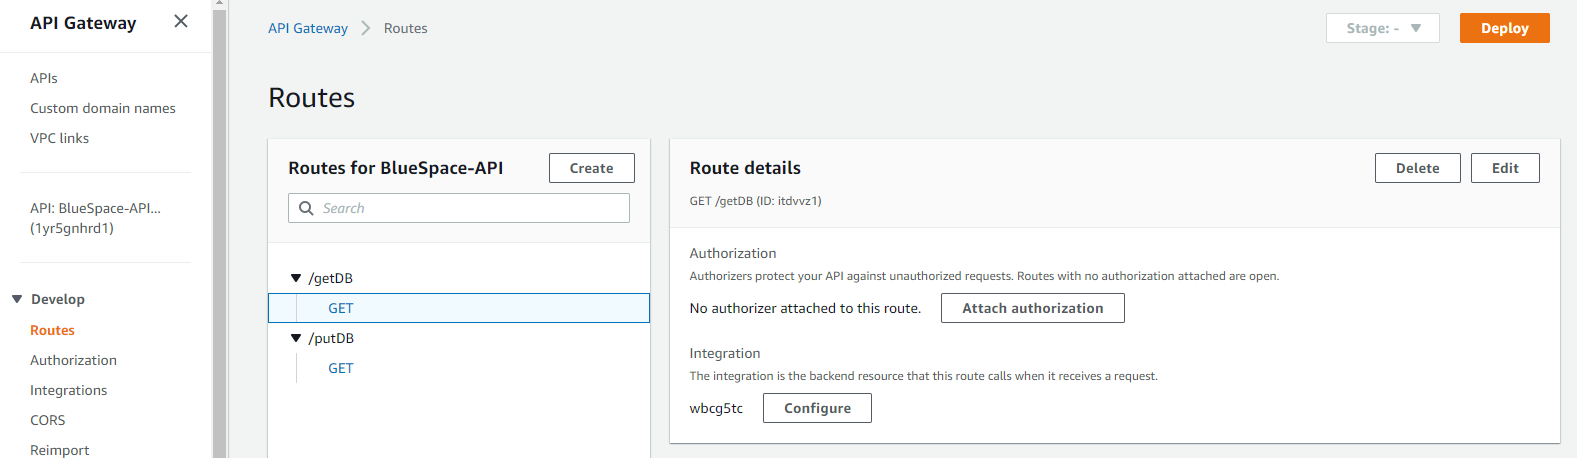 API Gateway
APIs
Custom domain names
VPC links
API: BlueSpace-API...
(1yr5gnhrd1)
Develop
Routes
Authorization
Integrations
CORS
Reimport
API Gateway > Routes
Stage: -
Deploy
Routes
Routes for BlueSpace-API
Create
Search
/getDB
GET
/putDB
GET
Route details
Delete
Edit
GET /getDB (ID: itdvvz1)
Authorization
Authorizers protect your API against unauthorized requests. Routes with no authorization attached are open.
No authorizer attached to this route.
Attach authorization
Integration
The integration is the backend resource that this route calls when it receives a request.
wbcg5tc
Configure